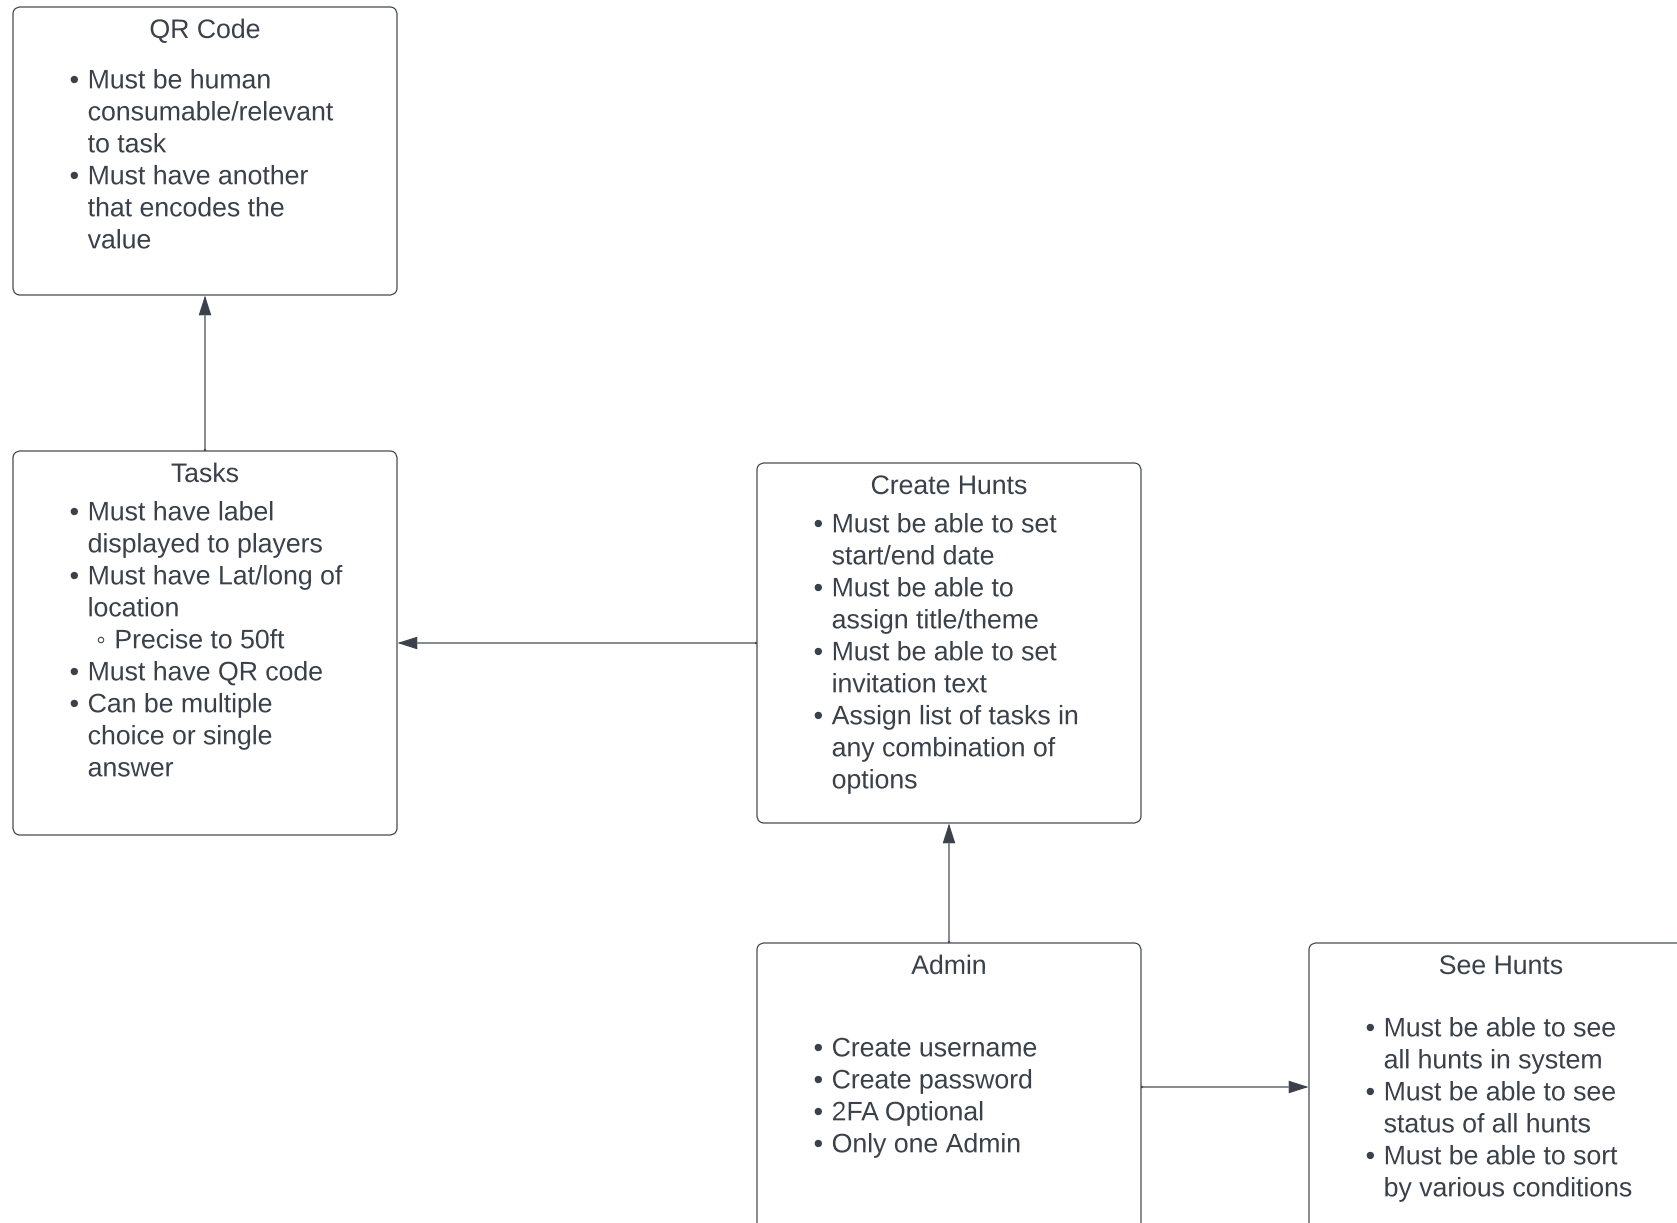 QR Code
• Must be human
consumable/relevant
to task
• Must have another
that encodes the
value
Tasks
• Must have label
displayed to players
• Must have Lat/long of
location
◦ Precise to 50ft
• Must have QR code
• Can be multiple
choice or single
answer
Create Hunts
• Must be able to set
start/end date
• Must be able to
assign title/theme
• Must be able to set
invitation text
• Assign list of tasks in
any combination of
options
Admin
• Create username
• Create password
• 2FA Optional
• Only one Admin
See Hunts
• Must be able to see
all hunts in system
• Must be able to see
status of all hunts
• Must be able to sort
by various conditions